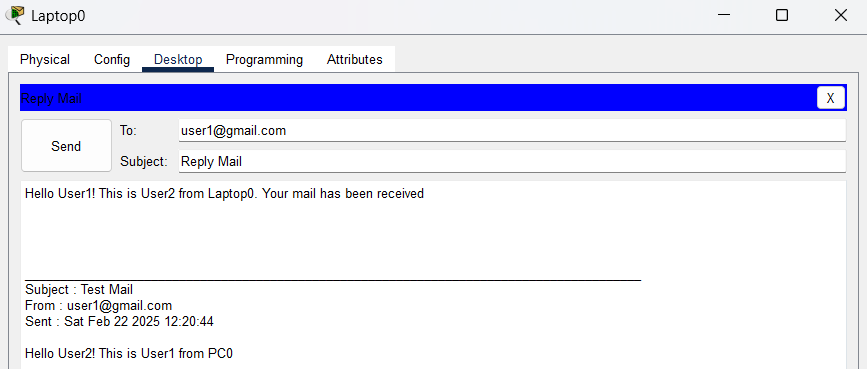 Laptop0
Physical Config Desktop Programming Attributes
Reply Mail X
Send
To: user1@gmail.com
Subject: Reply Mail
Hello User1! This is User2 from Laptop0. Your mail has been received
Subject : Test Mail
From : user1@gmail.com
Sent : Sat Feb 22 2025 12:20:44
Hello User2! This is User1 from PC0